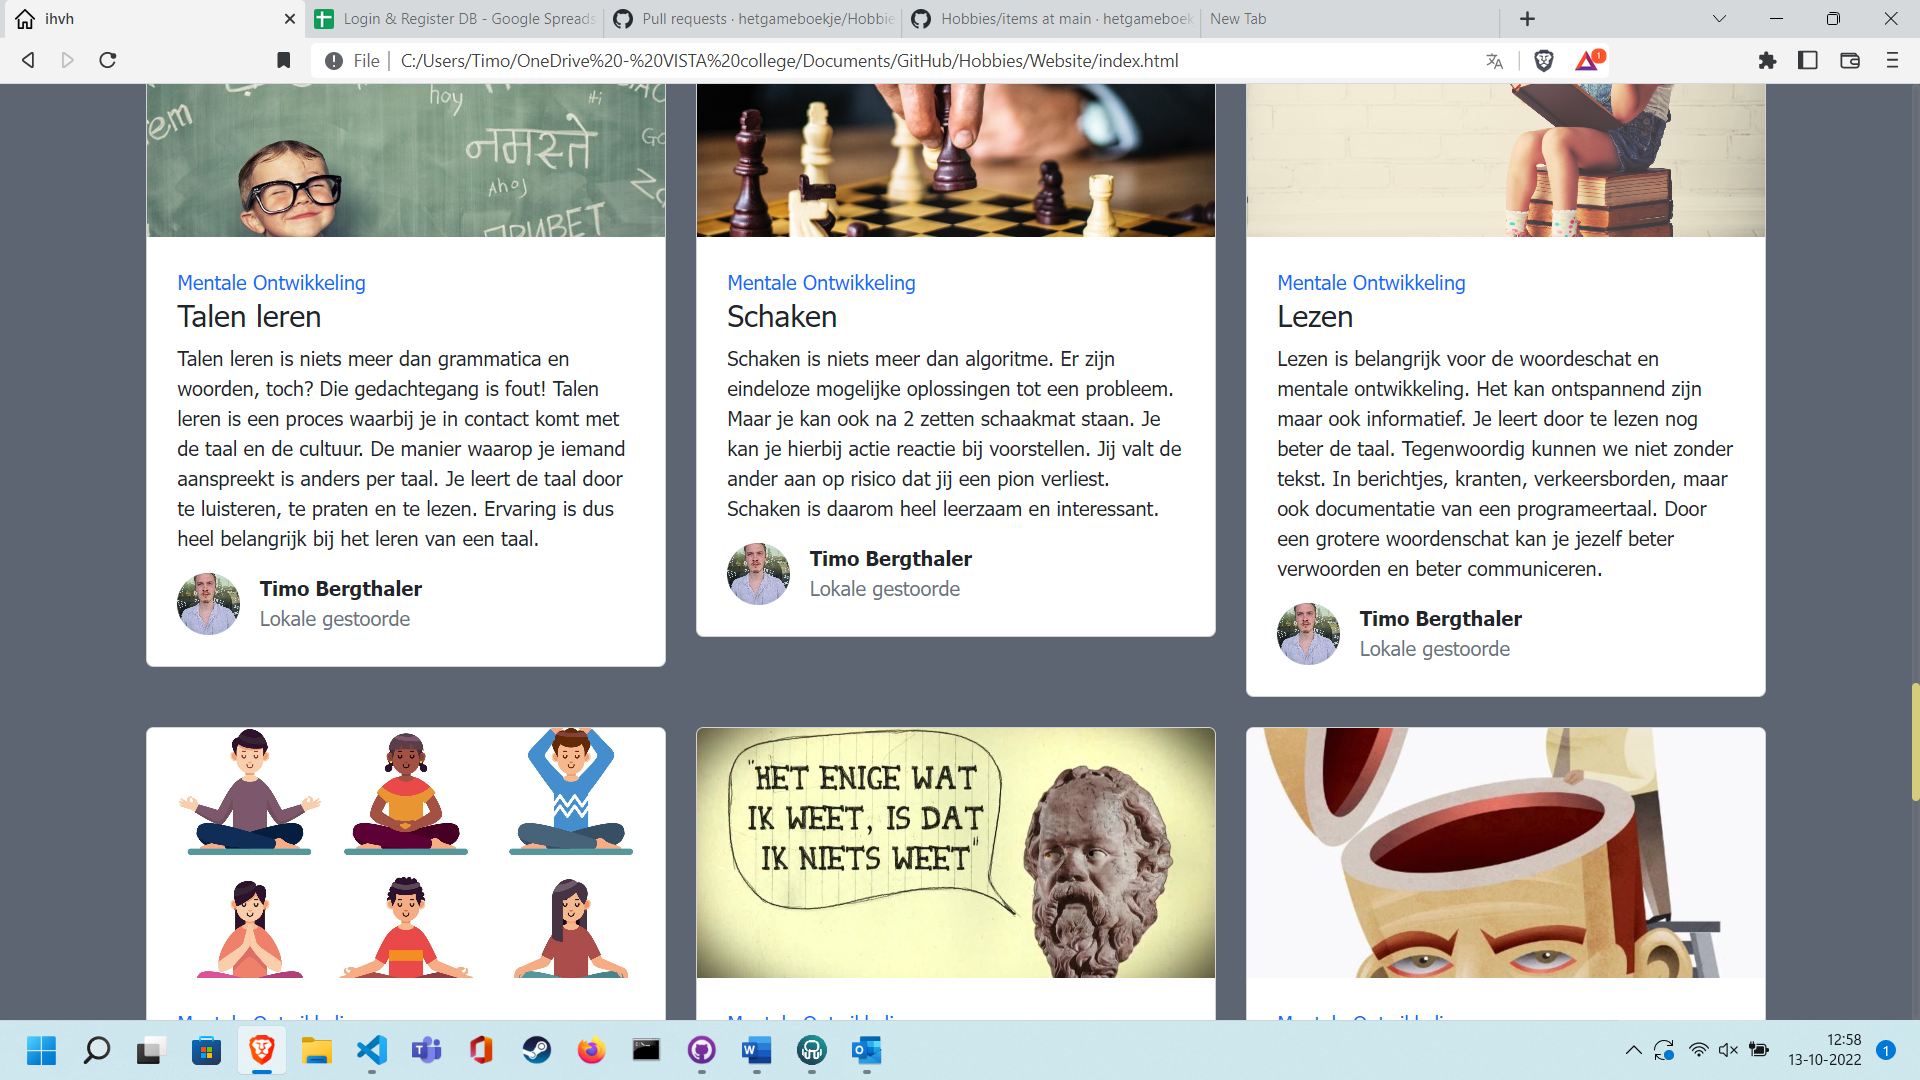 ihvh
Login & Register DB - Google Spreads
Pull requests · hetgameboekje/Hobbie
Hobbies/items at main · hetgameboek
New Tab
File
C:/Users/Timo/OneDrive%20-%20VISTA%20college/Documents/GitHub/Hobbies/Website/index.html
1
hoy
Hi
नमस्ते
Ahoj
ПРИВЕТ
Mentale Ontwikkeling
Talen leren
Talen leren is niets meer dan grammatica en
woorden, toch? Die gedachtegang is fout! Talen
leren is een proces waarbij je in contact komt met
de taal en de cultuur. De manier waarop je iemand
aanspreekt is anders per taal. Je leert de taal door
te luisteren, te praten en te lezen. Ervaring is dus
heel belangrijk bij het leren van een taal.
Timo Bergthaler
Lokale gestoorde
Mentale Ontwikkeling
Schaken
Schaken is niets meer dan algoritme. Er zijn
eindeloze mogelijke oplossingen tot een probleem.
Maar je kan ook na 2 zetten schaakmat staan. Je
kan je hierbij actie reactie bij voorstellen. Jij valt de
ander aan op risico dat jij een pion verliest.
Schaken is daarom heel leerzaam en interessant.
Timo Bergthaler
Lokale gestoorde
Mentale Ontwikkeling
Lezen
Lezen is belangrijk voor de woordeschat en
mentale ontwikkeling. Het kan ontspannend zijn
maar ook informatief. Je leert door te lezen nog
beter de taal. Tegenwoordig kunnen we niet zonder
tekst. In berichtjes, kranten, verkeersborden, maar
ook documentatie van een programeertaal. Door
een grotere woordenschat kan je jezelf beter
verwoorden en beter communiceren.
Timo Bergthaler
Lokale gestoorde
"HET ENIGE WAT
IK WEET, IS DAT
IK NIETS WEET"
Mentale Ontwikkeling
Mentale Ontwikkeling
Mentale Ontwikkeling
12:58
13-10-2022
1